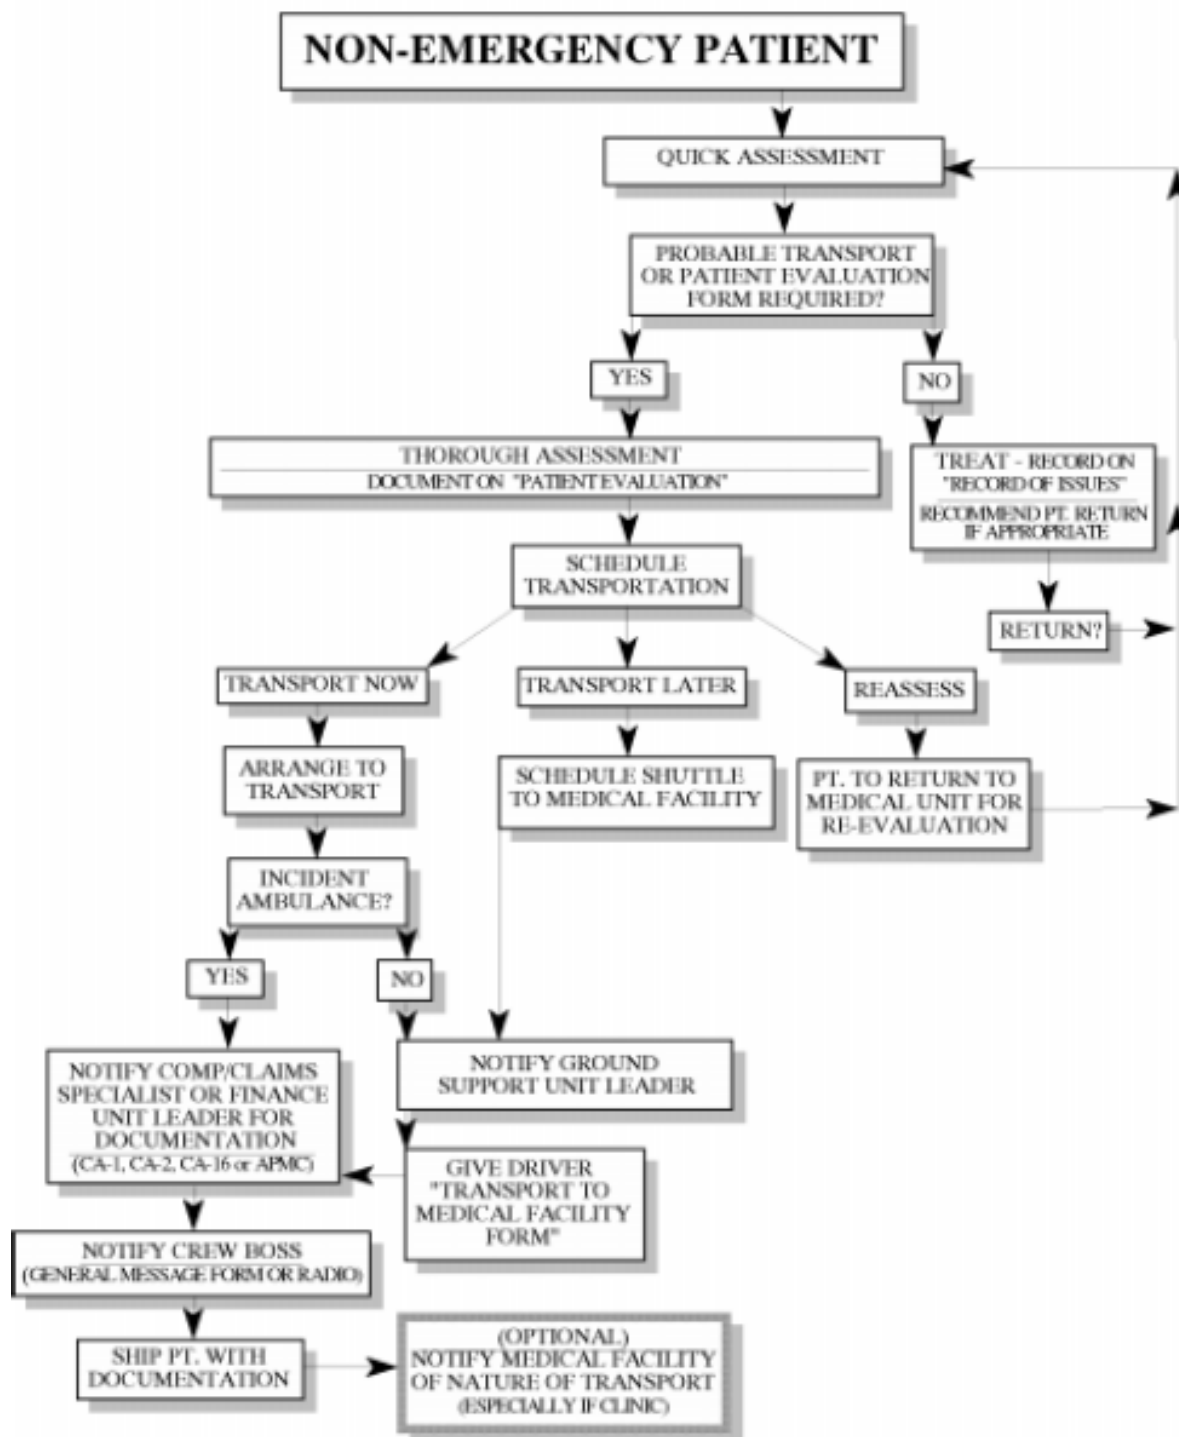 NON-EMERGENCY PATIENT
QUICK ASSESSMENT
PROBABLE TRANSPORT
OR PATIENT EVALUATION
FORM REQUIRED?
YES
NO
THOROUGH ASSESSMENT
DOCUMENT ON "PATIENT EVALUATION"
TREAT - RECORD ON
"RECORD OF ISSUES"
RECOMMEND PT. RETURN
IF APPROPRIATE
SCHEDULE
TRANSPORTATION
RETURN?
TRANSPORT NOW
TRANSPORT LATER
REASSESS
ARRANGE TO
TRANSPORT
SCHEDULE SHUTTLE
TO MEDICAL FACILITY
PT. TO RETURN TO
MEDICAL UNIT FOR
RE-EVALUATION
INCIDENT
AMBULANCE?
YES
NO
NOTIFY COMP/CLAIMS
SPECIALIST OR FINANCE
UNIT LEADER FOR
DOCUMENTATION
(CA-1, CA-2, CA-16 or APMC)
NOTIFY GROUND
SUPPORT UNIT LEADER
GIVE DRIVER
"TRANSPORT TO
MEDICAL FACILITY
FORM"
NOTIFY CREW BOSS
(GENERAL MESSAGE FORM OR RADIO)
SHIP PT. WITH
DOCUMENTATION
(OPTIONAL)
NOTIFY MEDICAL FACILITY
OF NATURE OF TRANSPORT
(ESPECIALLY IF CLINIC)